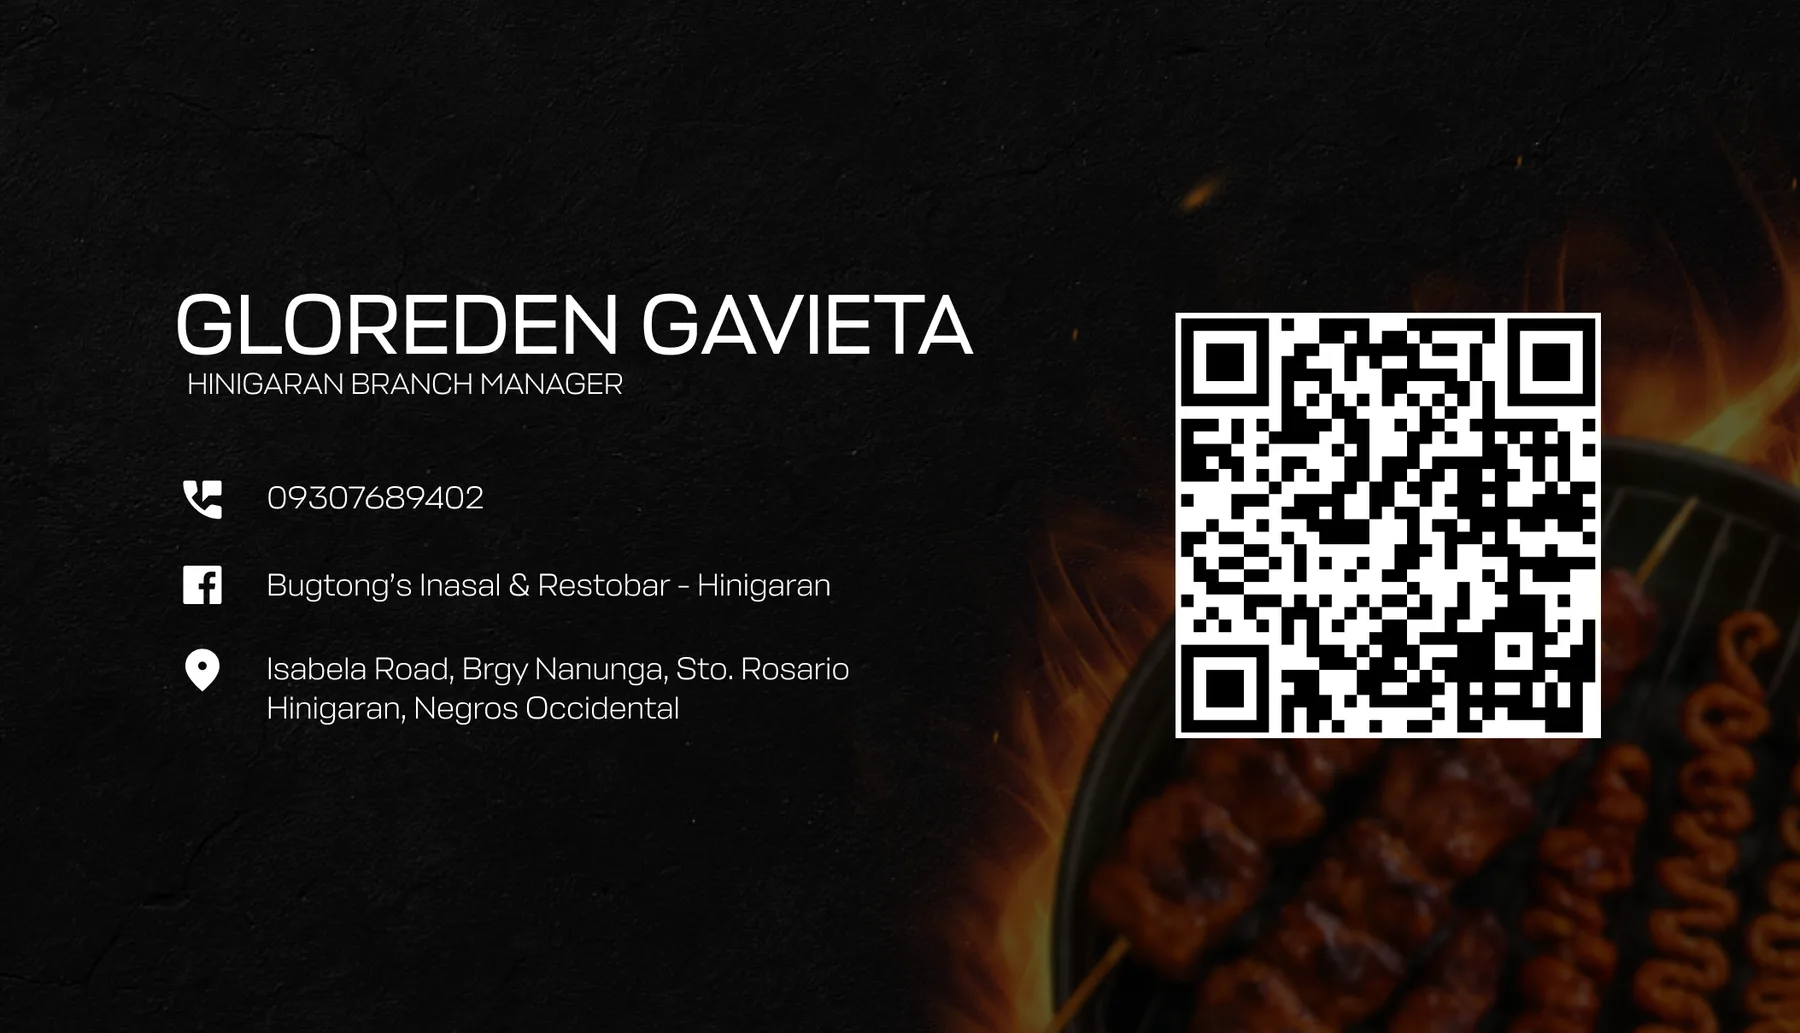 GLOREDEN GAVIETA
HINIGARAN BRANCH MANAGER
09307689402
Bugtong’s Inasal & Restobar - Hinigaran
Isabela Road, Brgy Nanunga, Sto. Rosario
Hinigaran, Negros Occidental